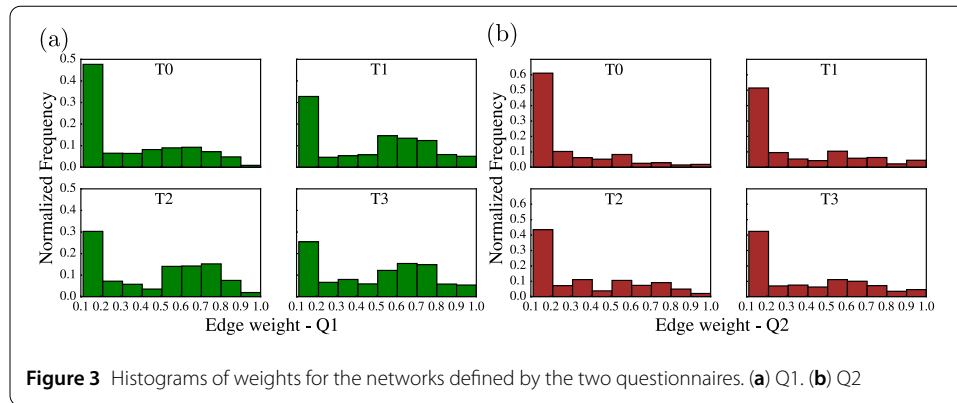 (a)
(b)
Normalized Frequency
0.5
0.4
0.3
0.2
0.1
0.0
T0
T1
0.5
0.4
0.3
0.2
0.1
0.0
T2
T3
0.1 0.2 0.3 0.4 0.5 0.6 0.7 0.8 0.9 1.0
0.1 0.2 0.3 0.4 0.5 0.6 0.7 0.8 0.9 1.0
Edge weight - Q1
Normalized Frequency
0.6
0.5
0.4
0.3
0.2
0.1
0.0
T0
T1
0.6
0.5
0.4
0.3
0.2
0.1
0.0
T2
T3
0.1 0.2 0.3 0.4 0.5 0.6 0.7 0.8 0.9 1.0
0.1 0.2 0.3 0.4 0.5 0.6 0.7 0.8 0.9 1.0
Edge weight - Q2
Figure 3 Histograms of weights for the networks defined by the two questionnaires. (a) Q1. (b) Q2